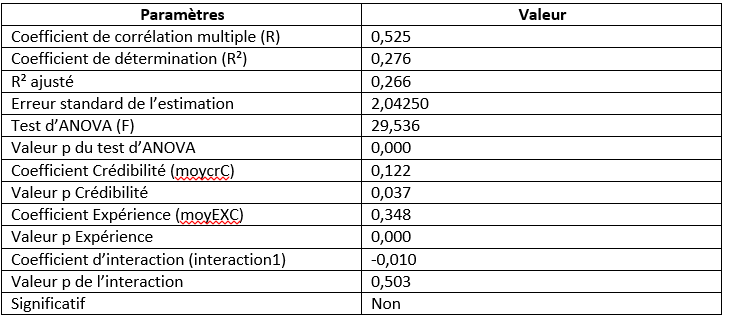 Paramètres Valeur
Coefficient de corrélation multiple (R) 0,525
Coefficient de détermination (R²) 0,276
R² ajusté 0,266
Erreur standard de l’estimation 2,04250
Test d’ANOVA (F) 29,536
Valeur p du test d’ANOVA 0,000
Coefficient Crédibilité (moycrC) 0,122
Valeur p Crédibilité 0,037
Coefficient Expérience (moyEXC) 0,348
Valeur p Expérience 0,000
Coefficient d’interaction (interaction1) -0,010
Valeur p de l’interaction 0,503
Significatif Non